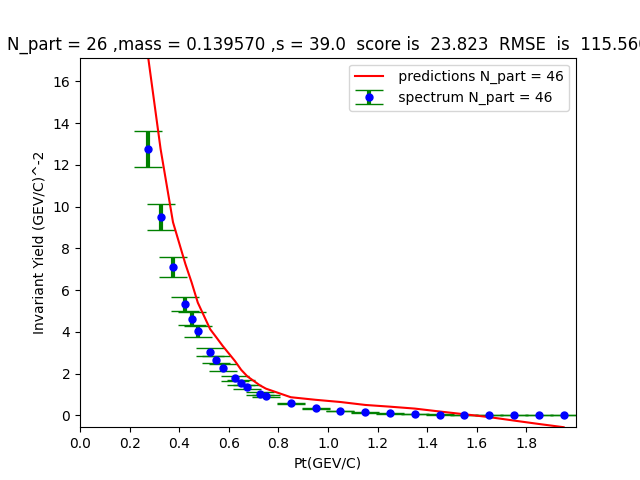 N_part = 26 ,mass = 0.139570 ,s = 39.0  score is  23.823  RMSE  is  115.56
predictions N_part = 46
spectrum N_part = 46
Invariant Yield (GEV/C)^-2
16
14
12
10
8
6
4
2
0
0.0 0.2 0.4 0.6 0.8 1.0 1.2 1.4 1.6 1.8
Pt(GEV/C)